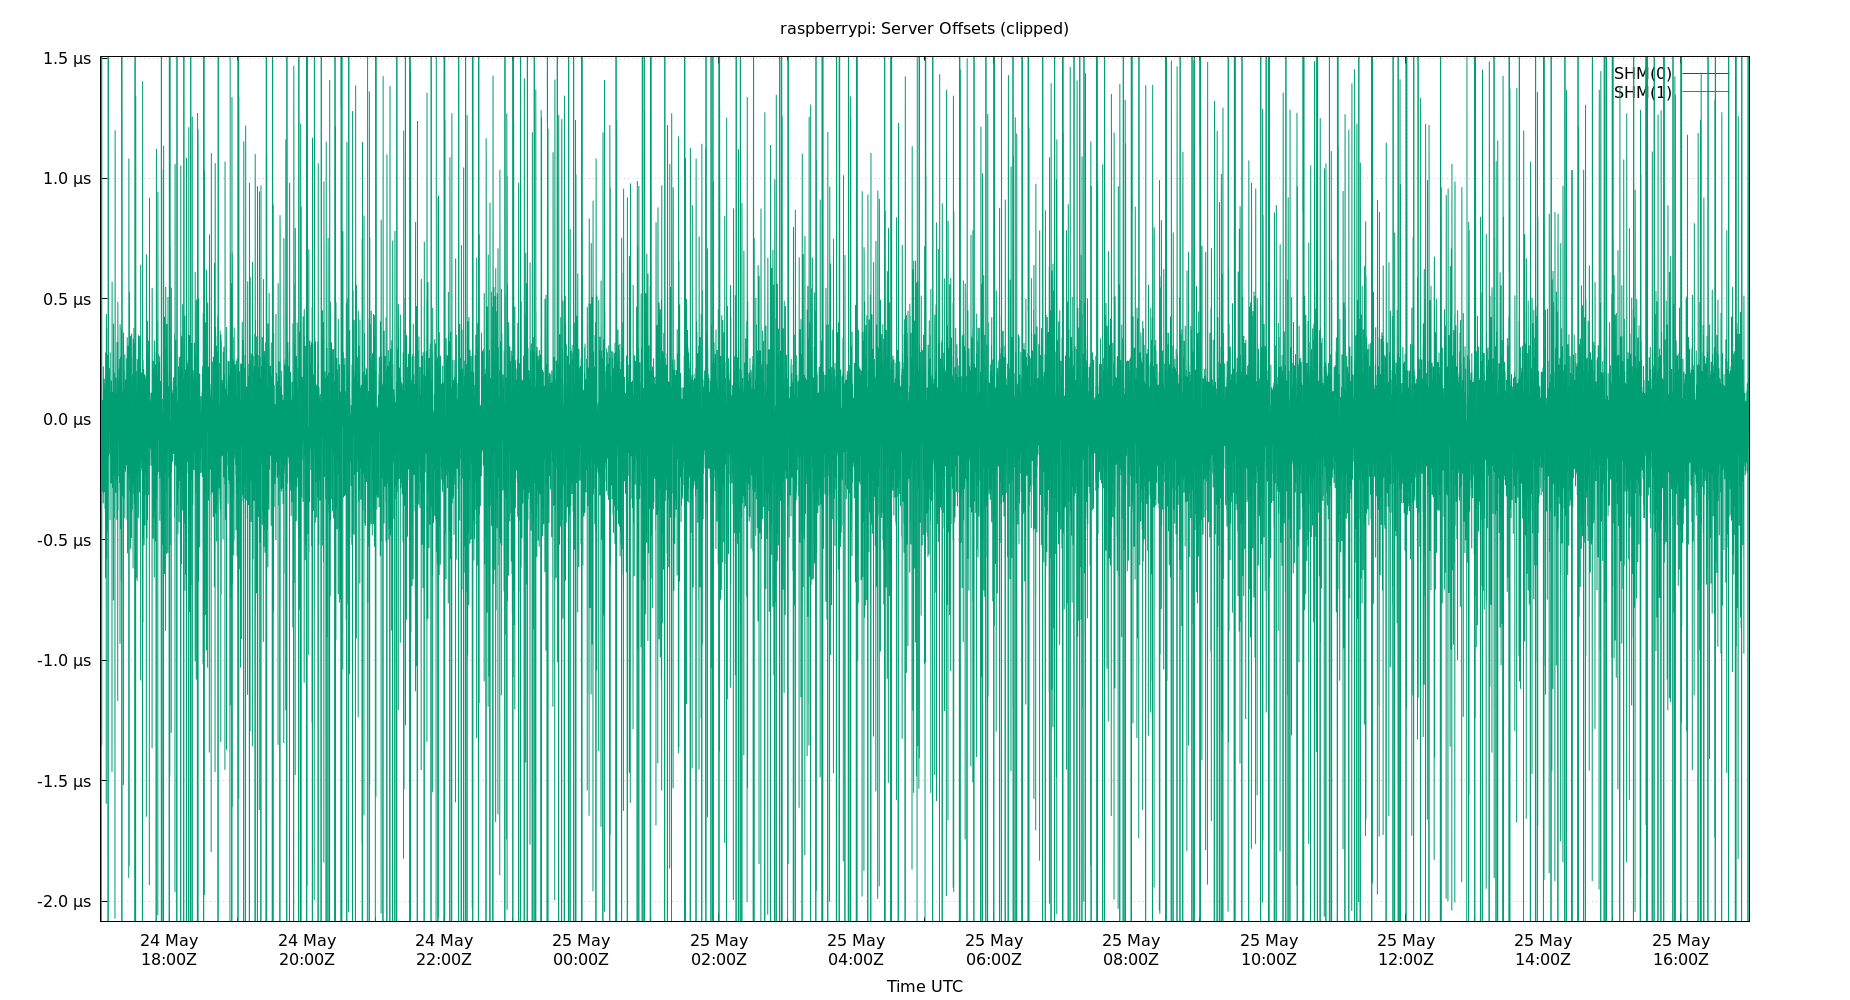 raspberrypi: Server Offsets (clipped)
1.5 µs
1.0 µs
0.5 µs
0.0 µs
-0.5 µs
-1.0 µs
-1.5 µs
-2.0 µs
SHM(0)
SHM(1)
24 May 24 May 24 May 25 May 25 May 25 May 25 May 25 May 25 May 25 May 25 May 25 May
18:00Z 20:00Z 22:00Z 00:00Z 02:00Z 04:00Z 06:00Z 08:00Z 10:00Z 12:00Z 14:00Z 16:00Z
Time UTC